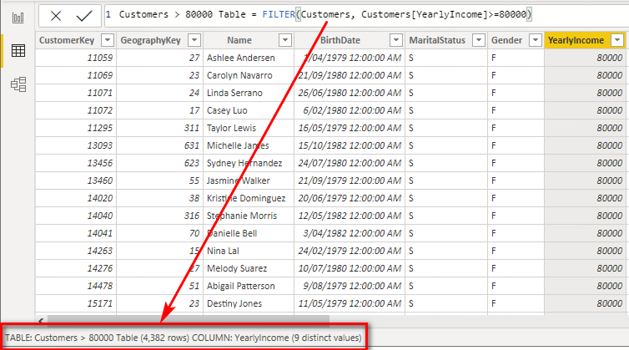 1 Customers > 80000 Table = FILTER(Customers, Customers[YearlyIncome]>=80000)
CustomerKey GeographyKey Name BirthDate MaritalStatus Gender YearlyIncome
11059 27 Ashlee Andersen 1/04/1979 12:00:00 AM S F 80000
11069 23 Carolyn Navarro 21/09/1980 12:00:00 AM S F 80000
11071 24 Linda Serrano 26/06/1980 12:00:00 AM S F 80000
11072 17 Casey Luo 6/02/1980 12:00:00 AM S F 80000
11295 311 Taylor Lewis 16/05/1979 12:00:00 AM S F 80000
13093 631 Michelle James 15/10/1982 12:00:00 AM S F 80000
13456 623 Sydney Hernandez 24/07/1980 12:00:00 AM S F 80000
13460 55 Jasmine Walker 21/09/1979 12:00:00 AM S F 80000
14020 38 Kristine Dominguez 20/06/1979 12:00:00 AM S F 80000
14040 316 Stephanie Morris 12/05/1982 12:00:00 AM S F 80000
14041 70 Danielle Bell 3/04/1982 12:00:00 AM S F 80000
14263 15 Nina Lal 24/02/1979 12:00:00 AM S F 80000
14276 27 Melody Suarez 10/07/1980 12:00:00 AM S F 80000
14478 51 Abigail Patterson 9/08/1979 12:00:00 AM S F 80000
15171 23 Destiny Jones 11/05/1979 12:00:00 AM S F 80000
TABLE: Customers > 80000 Table (4,382 rows) COLUMN: YearlyIncome (9 distinct values)